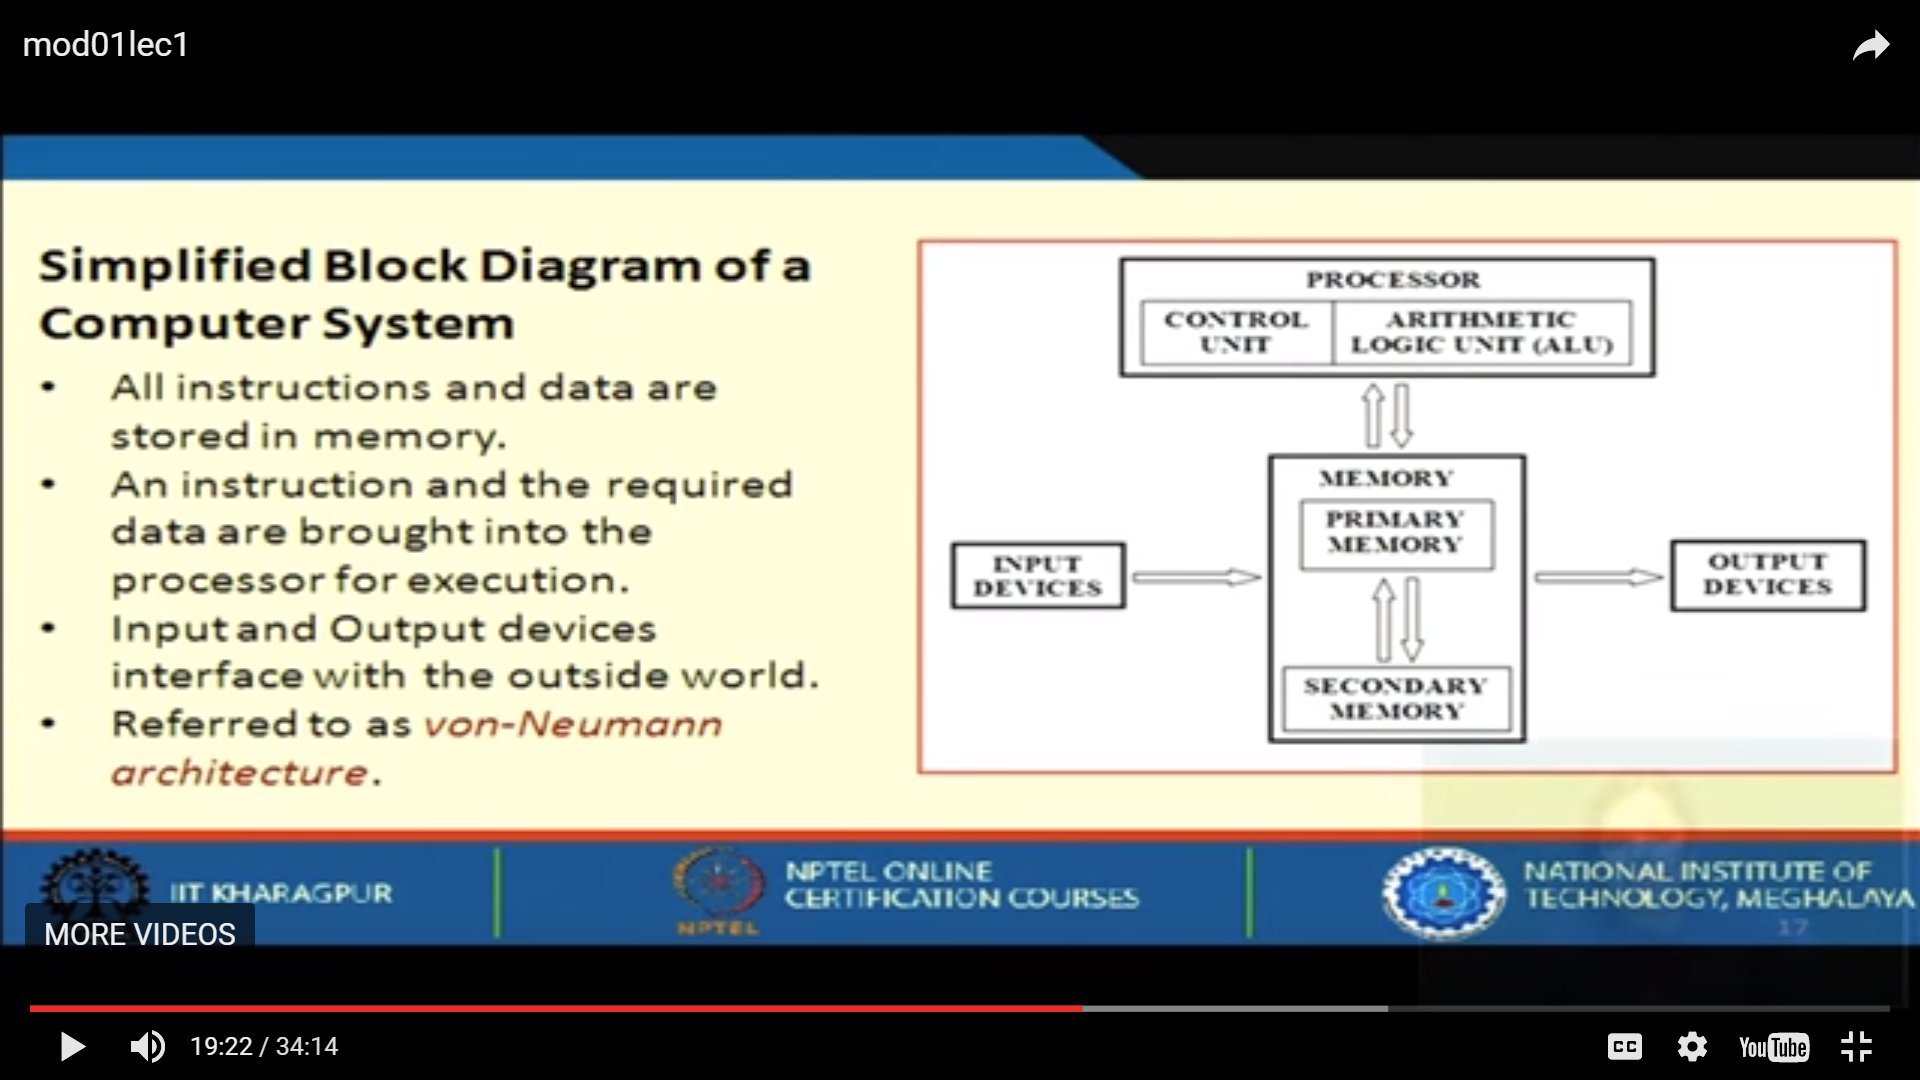 mod01lec1
Simplified Block Diagram of a
Computer System
• All instructions and data are
stored in memory.
• An instruction and the required
data are brought into the
processor for execution.
• Input and Output devices
interface with the outside world.
• Referred to as von-Neumann
architecture.
PROCESSOR
CONTROL
UNIT
ARITHMETIC
LOGIC UNIT (ALU)
MEMORY
PRIMARY
MEMORY
INPUT
DEVICES
OUTPUT
DEVICES
SECONDARY
MEMORY
IIT KHARAGPUR
NPTEL
NPTEL ONLINE
CERTIFICATION COURSES
NATIONAL INSTITUTE OF
TECHNOLOGY, MEGHALAYA
17
MORE VIDEOS
19:22 / 34:14
CC
YouTube